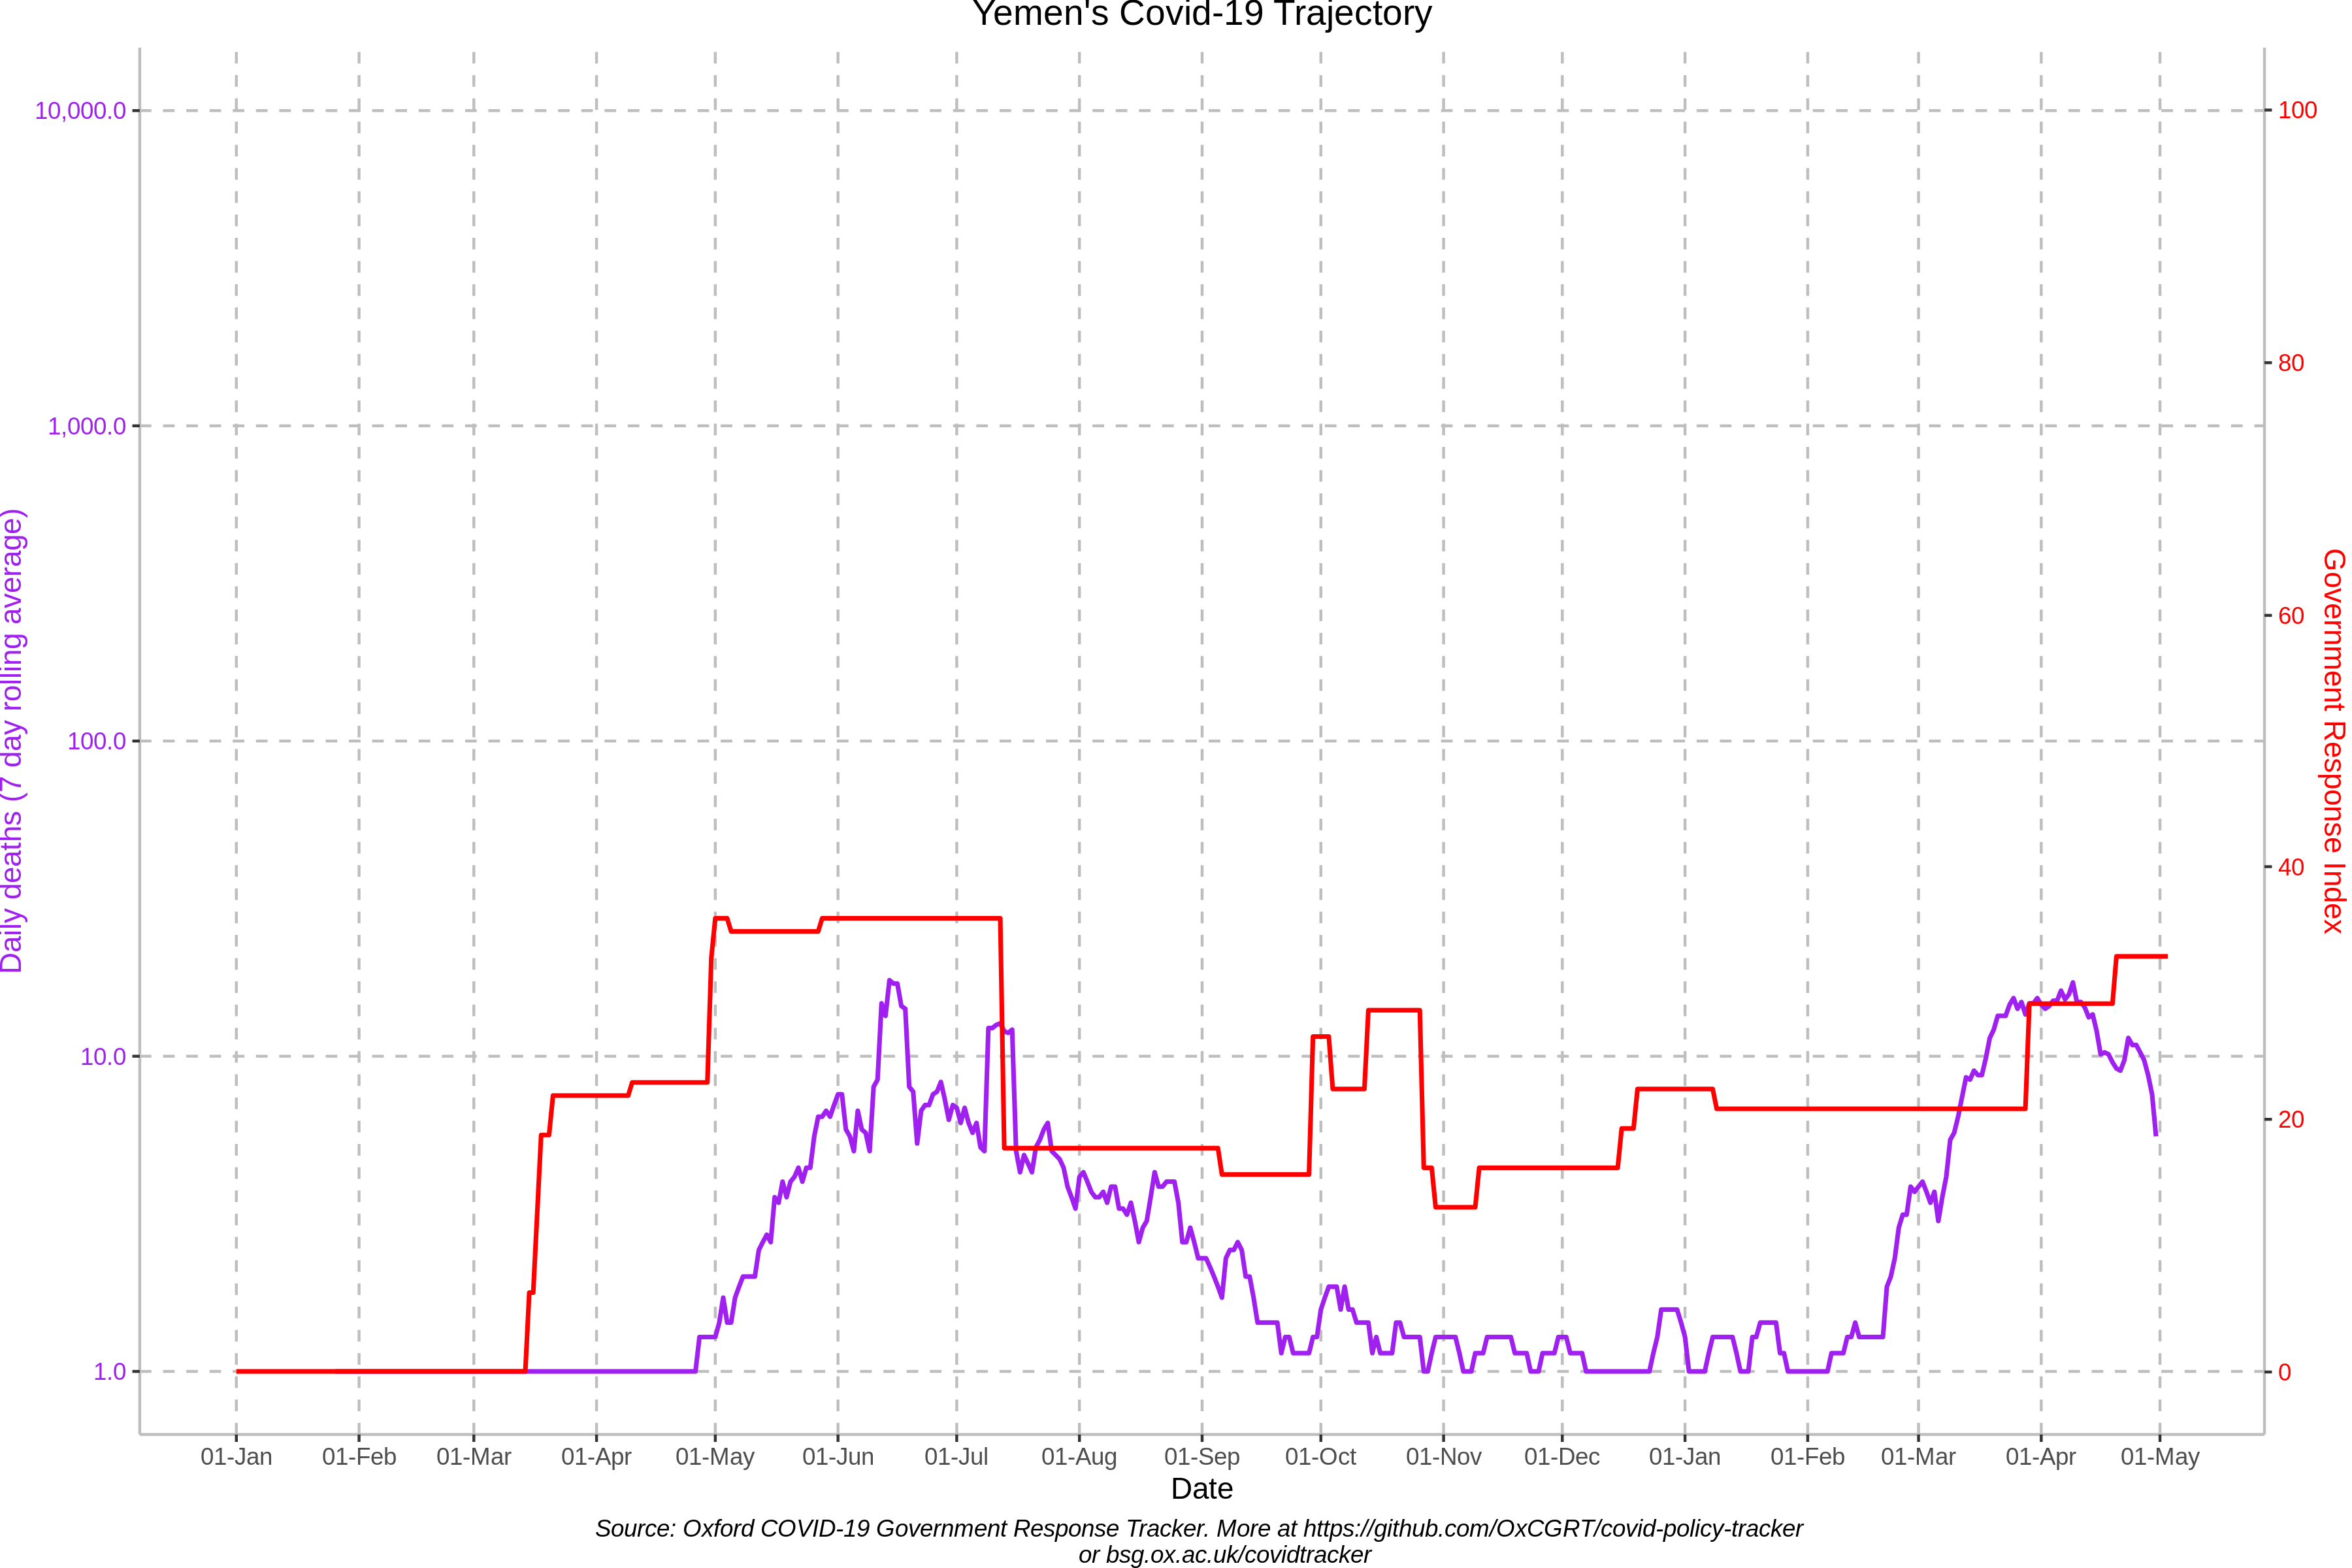 Yemen's Covid-19 Trajectory
10,000.0
1,000.0
100.0
10.0
1.0
Daily deaths (7 day rolling average)
100
80
60
40
20
0
Government Response Index
01-Jan 01-Feb 01-Mar 01-Apr 01-May 01-Jun 01-Jul 01-Aug 01-Sep 01-Oct 01-Nov 01-Dec 01-Jan 01-Feb 01-Mar 01-Apr 01-May
Date
Source: Oxford COVID-19 Government Response Tracker. More at https://github.com/OxCGRT/covid-policy-tracker
or bsg.ox.ac.uk/covidtracker